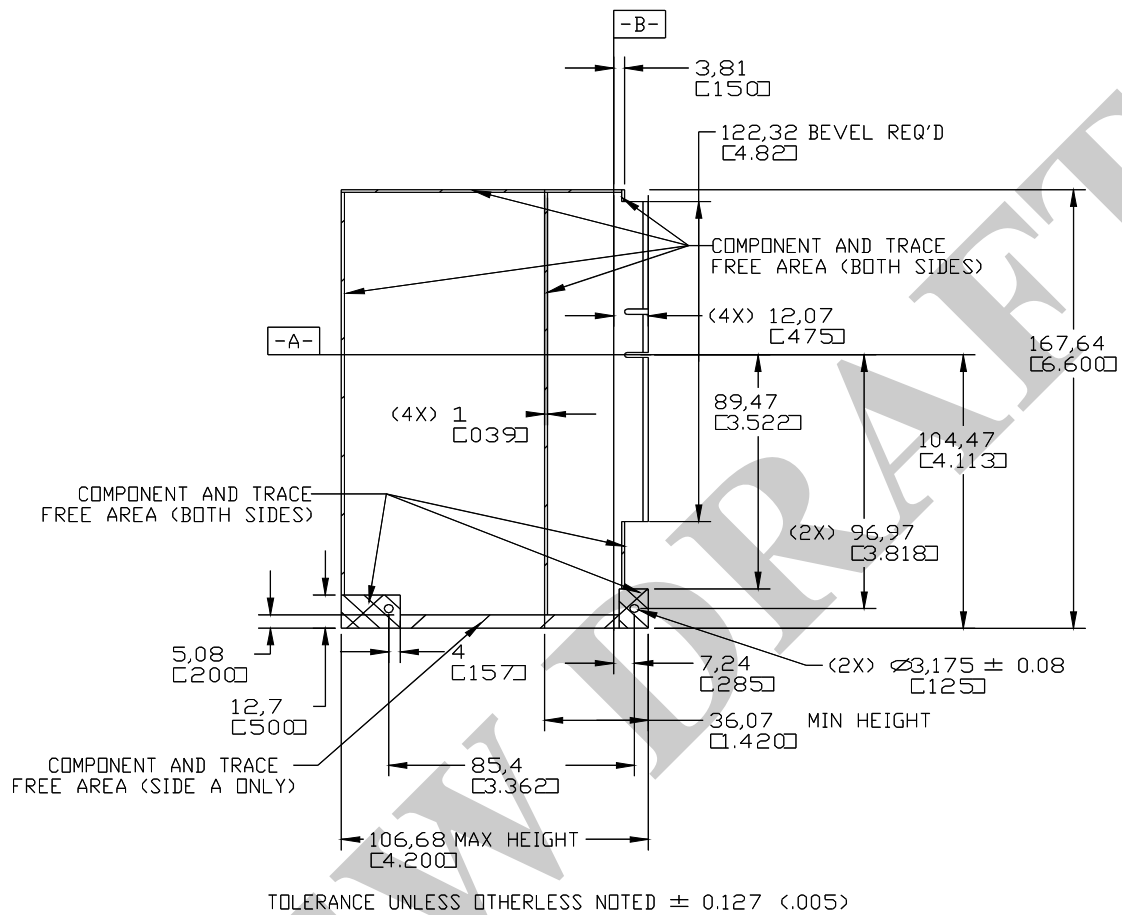 -B-
3,81
[150]
122,32 BEVEL REQ'D
[4.82]
COMPONENT AND TRACE
FREE AREA (BOTH SIDES)
(4X) 12,07
[475]
-A-
167,64
[6.600]
89,47
[3.522]
(4X) 1
[039]
104,47
[4.113]
COMPONENT AND TRACE
FREE AREA (BOTH SIDES)
(2X) 96,97
[3.818]
5,08
[200]
4
[157]
7,24
[285]
(2X) Ø3,175 ± 0.08
[125]
12,7
[500]
36,07 MIN HEIGHT
[1.420]
COMPONENT AND TRACE
FREE AREA (SIDE A ONLY)
85,4
[3.362]
106,68 MAX HEIGHT
[4.200]
TOLERANCE UNLESS OTHERLESS NOTED ± 0.127 (.005)
W DRAFT